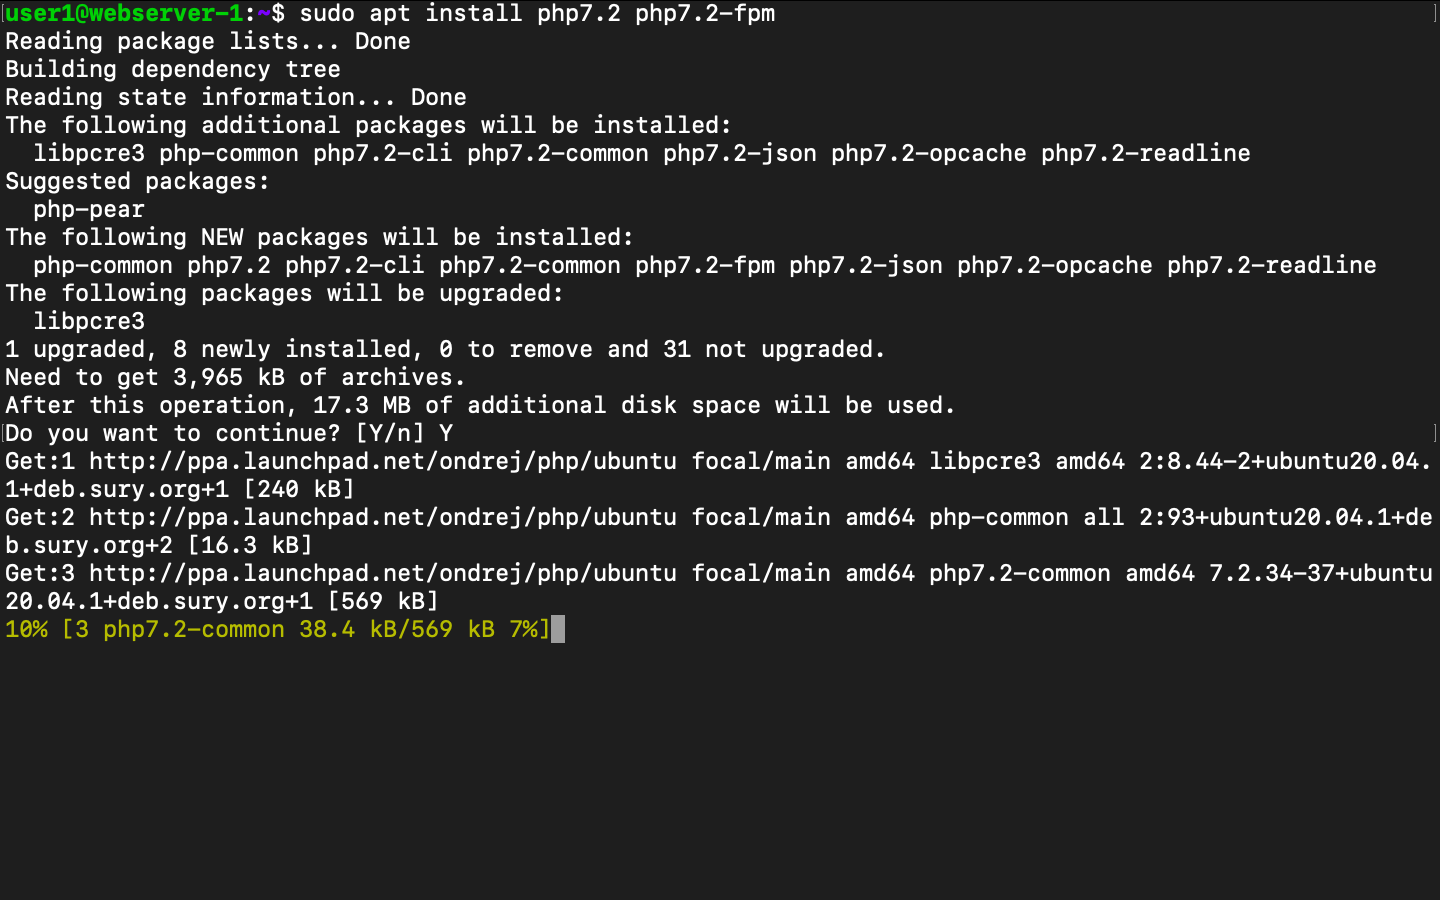 user1@webserver-1:~$ sudo apt install php7.2 php7.2-fpm
Reading package lists... Done
Building dependency tree
Reading state information... Done
The following additional packages will be installed:
  libpcre3 php-common php7.2-cli php7.2-common php7.2-json php7.2-opcache php7.2-readline
Suggested packages:
  php-pear
The following NEW packages will be installed:
  php-common php7.2 php7.2-cli php7.2-common php7.2-fpm php7.2-json php7.2-opcache php7.2-readline
The following packages will be upgraded:
  libpcre3
1 upgraded, 8 newly installed, 0 to remove and 31 not upgraded.
Need to get 3,965 kB of archives.
After this operation, 17.3 MB of additional disk space will be used.
Do you want to continue? [Y/n] Y
Get:1 http://ppa.launchpad.net/ondrej/php/ubuntu focal/main amd64 libpcre3 amd64 2:8.44-2+ubuntu20.04.
1+deb.sury.org+1 [240 kB]
Get:2 http://ppa.launchpad.net/ondrej/php/ubuntu focal/main amd64 php-common all 2:93+ubuntu20.04.1+de
b.sury.org+2 [16.3 kB]
Get:3 http://ppa.launchpad.net/ondrej/php/ubuntu focal/main amd64 php7.2-common amd64 7.2.34-37+ubuntu
20.04.1+deb.sury.org+1 [569 kB]
10% [3 php7.2-common 38.4 kB/569 kB 7%]